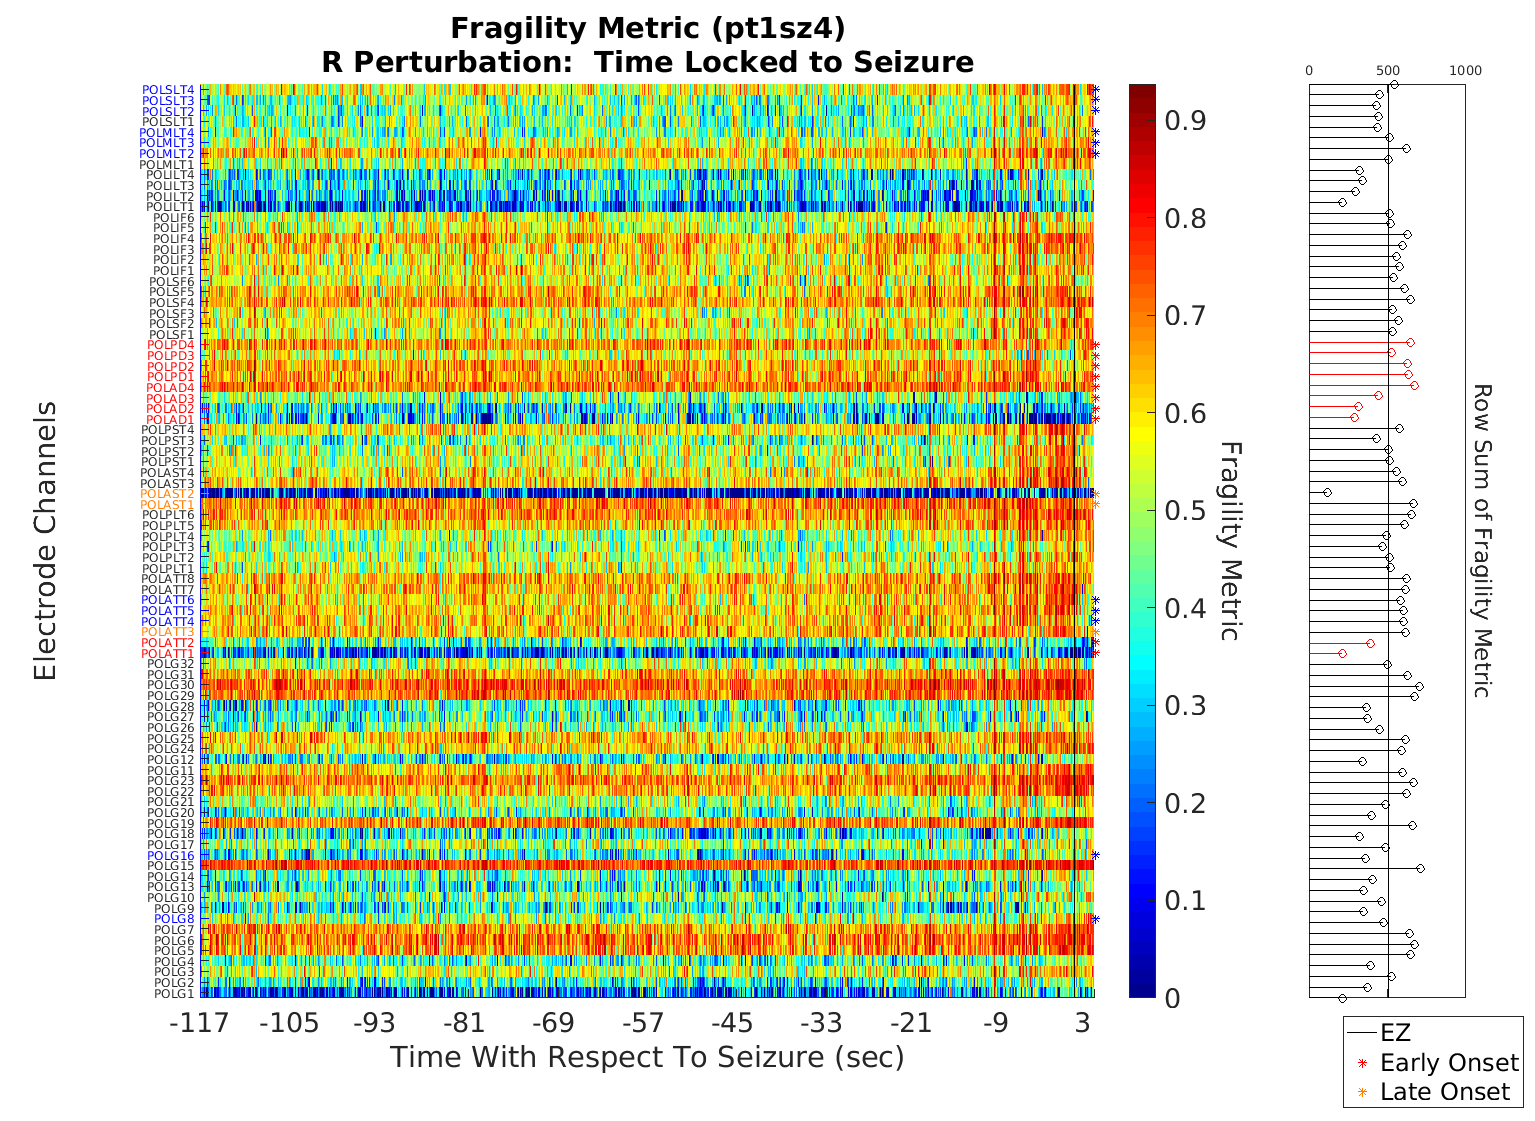 Fragility Metric (pt1sz4)
R Perturbation:  Time Locked to Seizure
Electrode Channels
POLSLT4
POLSLT3
POLSLT2
POLSLT1
POLMLT4
POLMLT3
POLMLT2
POLMLT1
POLILT4
POLILT3
POLILT2
POLILT1
POLIF6
POLIF5
POLIF4
POLIF3
POLIF2
POLIF1
POLSF6
POLSF5
POLSF4
POLSF3
POLSF2
POLSF1
POLPD4
POLPD3
POLPD2
POLPD1
POLAD4
POLAD3
POLAD2
POLAD1
POLPST4
POLPST3
POLPST2
POLPST1
POLAST4
POLAST3
POLAST2
POLAST1
POLPLT6
POLPLT5
POLPLT4
POLPLT3
POLPLT2
POLPLT1
POLATT8
POLATT7
POLATT6
POLATT5
POLATT4
POLATT3
POLATT2
POLATT1
POLG32
POLG31
POLG30
POLG29
POLG28
POLG27
POLG26
POLG25
POLG24
POLG12
POLG11
POLG23
POLG22
POLG21
POLG20
POLG19
POLG18
POLG17
POLG16
POLG15
POLG14
POLG13
POLG10
POLG9
POLG8
POLG7
POLG6
POLG5
POLG4
POLG3
POLG2
POLG1
-117 -105 -93 -81 -69 -57 -45 -33 -21 -9 3
Time With Respect To Seizure (sec)
0.9
0.8
0.7
0.6
0.5
0.4
0.3
0.2
0.1
0
Fragility Metric
0 500 1000
Row Sum of Fragility Metric
EZ
Early Onset
Late Onset